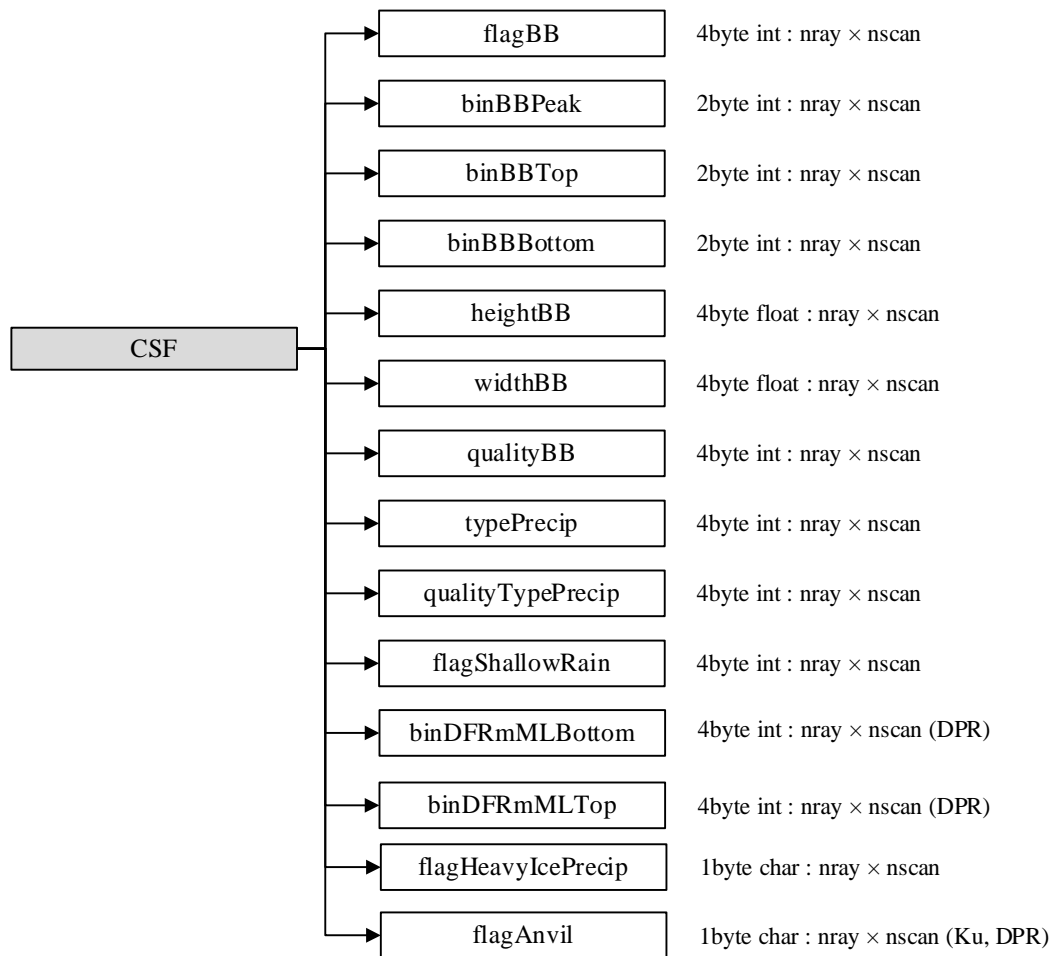 flagBB 4byte int : nray × nscan
binBBPeak 2byte int : nray × nscan
binBBTop 2byte int : nray × nscan
binBBBottom 2byte int : nray × nscan
heightBB 4byte float : nray × nscan
CSF
widthBB 4byte float : nray × nscan
qualityBB 4byte int : nray × nscan
typePrecip 4byte int : nray × nscan
qualityTypePrecip 4byte int : nray × nscan
flagShallowRain 4byte int : nray × nscan
binDFRmMLBottom 4byte int : nray × nscan (DPR)
binDFRmMLTop 4byte int : nray × nscan (DPR)
flagHeavyIcePrecip 1byte char : nray × nscan
flagAnvil 1byte char : nray × nscan (Ku, DPR)